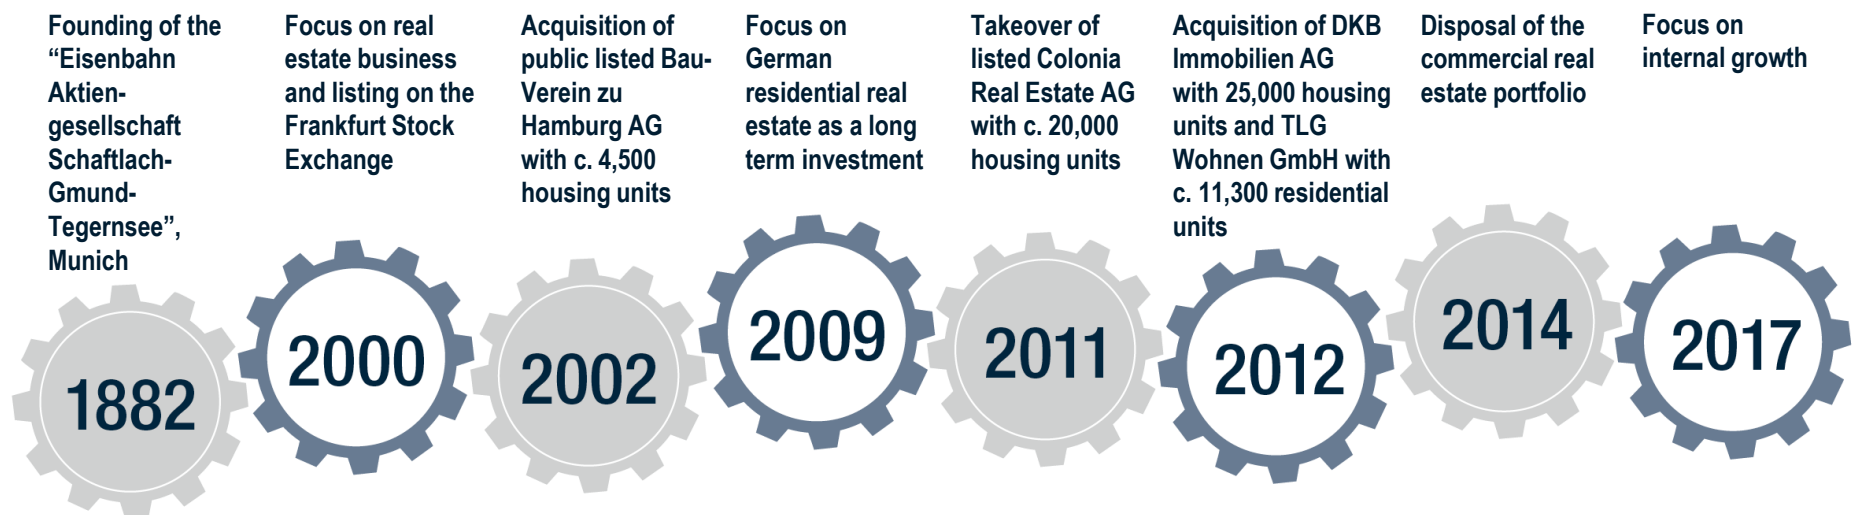 Founding of the
“Eisenbahn
Aktien-
gesellschaft
Schaftlach-
Gmund-
Tegernsee”,
Munich
1882
Focus on real
estate business
and listing on the
Frankfurt Stock
Exchange
2000
Acquisition of
public listed Bau-
Verein zu
Hamburg AG
with c. 4,500
housing units
2002
Focus on
German
residential real
estate as a long
term investment
2009
Takeover of
listed Colonia
Real Estate AG
with c. 20,000
housing units
2011
Acquisition of DKB
Immobilien AG
with 25,000 housing
units and TLG
Wohnen GmbH with
c. 11,300 residential
units
2012
Disposal of the
commercial real
estate portfolio
2014
Focus on
internal growth
2017